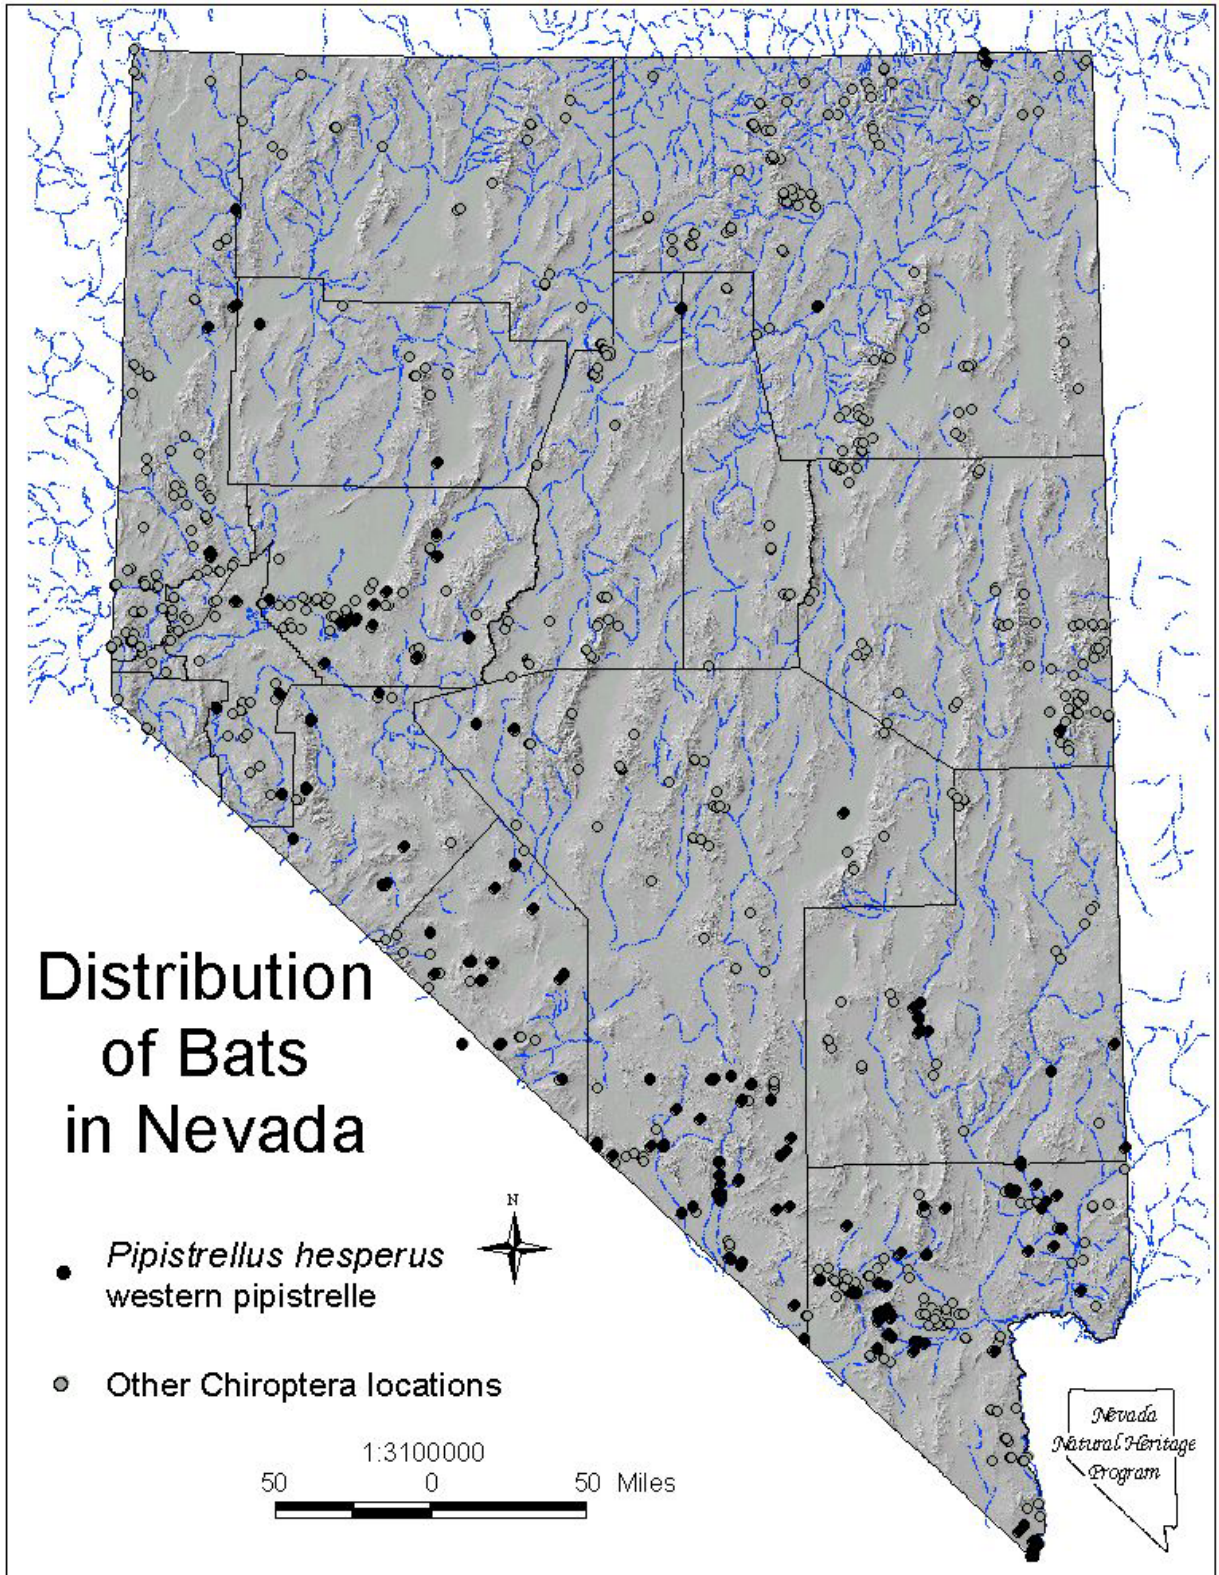 Distribution
of Bats
in Nevada
N
Pipistrellus hesperus
western pipistrelle
Other Chiroptera locations
1:3100000
50 0 50 Miles
Nevada
Natural Heritage
Program